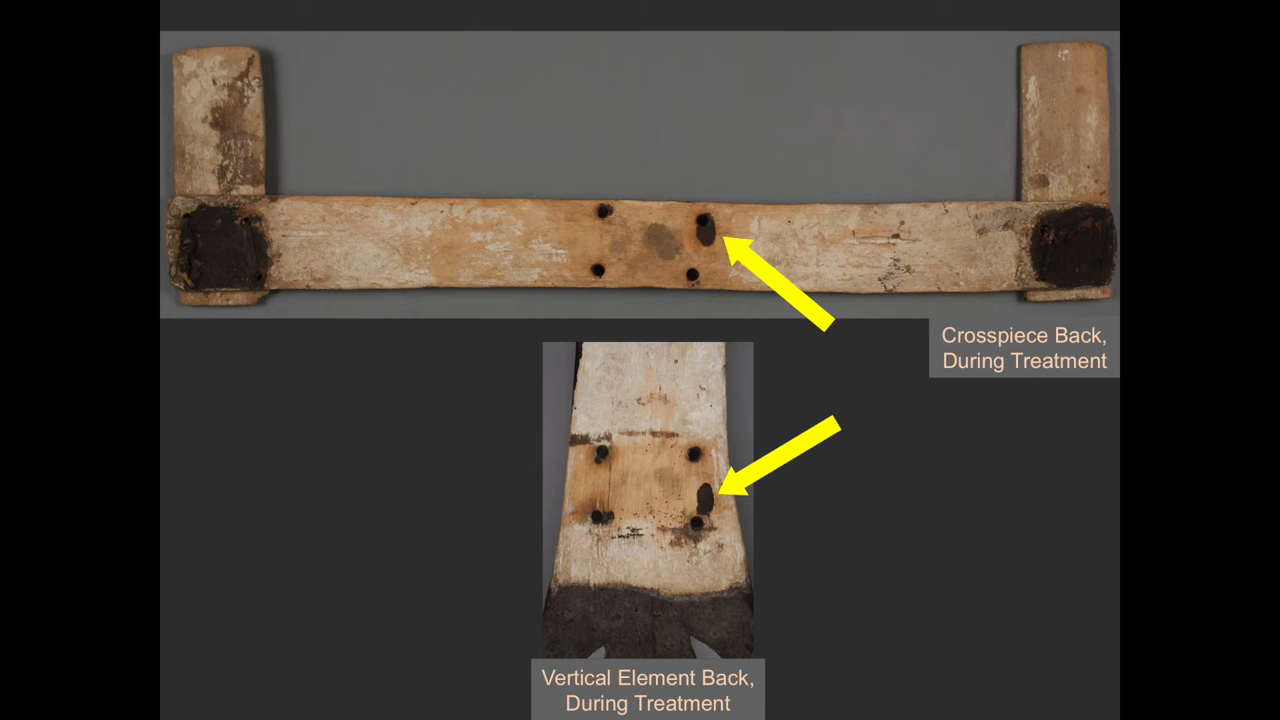 Crosspiece Back,
During Treatment
Vertical Element Back,
During Treatment